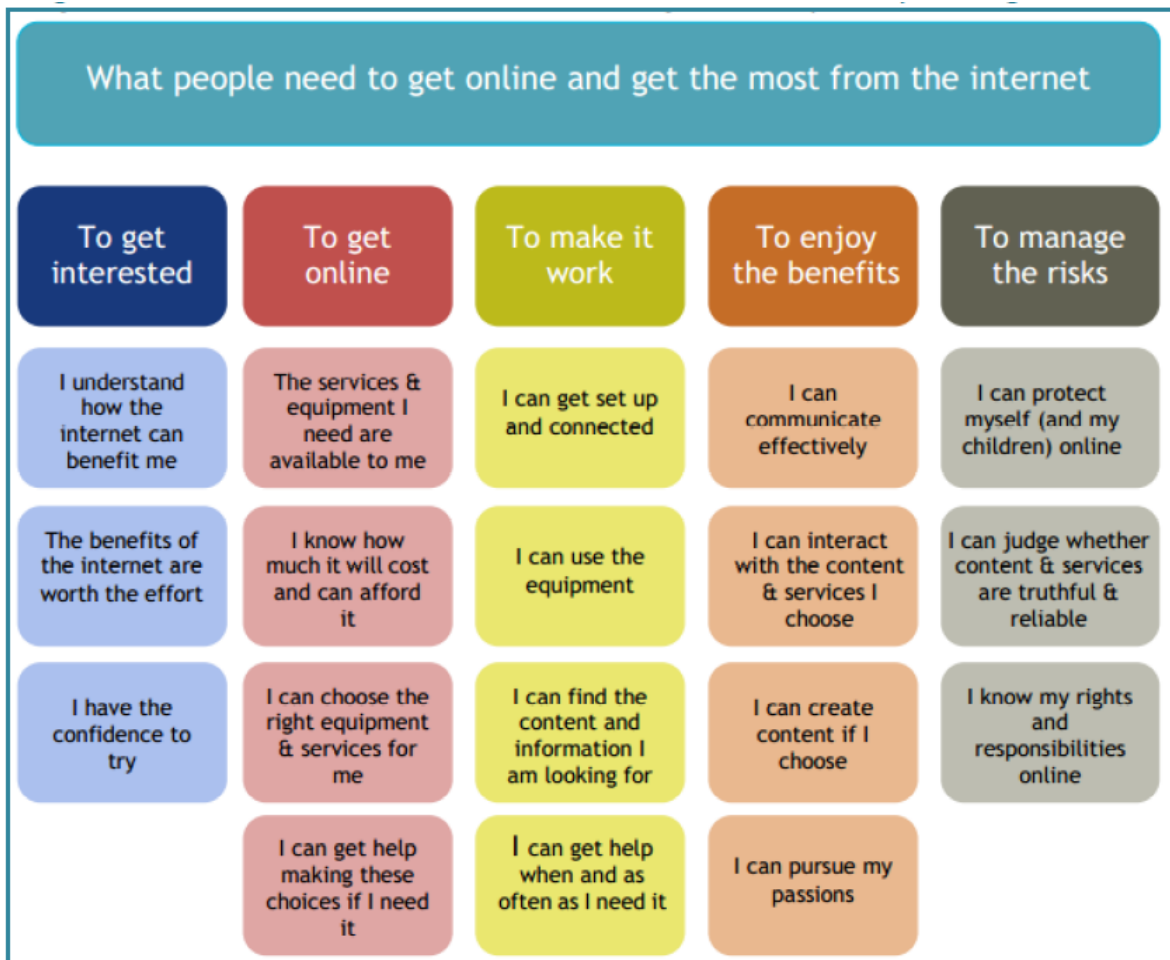 What people need to get online and get the most from the internet
To get
interested
To get
online
To make it
work
To enjoy
the benefits
To manage
the risks
I understand
how the
internet can
benefit me
The services &
equipment I
need are
available to me
I can get set up
and connected
I can
communicate
effectively
I can protect
myself (and my
children) online
The benefits of
the internet are
worth the effort
I know how
much it will cost
and can afford
it
I can use the
equipment
I can interact
with the content
& services I
choose
I can judge whether
content & services
are truthful &
reliable
I have the
confidence to
try
I can choose the
right equipment
& services for
me
I can find the
content and
information I
am looking for
I can create
content if I
choose
I know my rights
and
responsibilities
online
I can get help
making these
choices if I need
it
I can get help
when and as
often as I need it
I can pursue my
passions